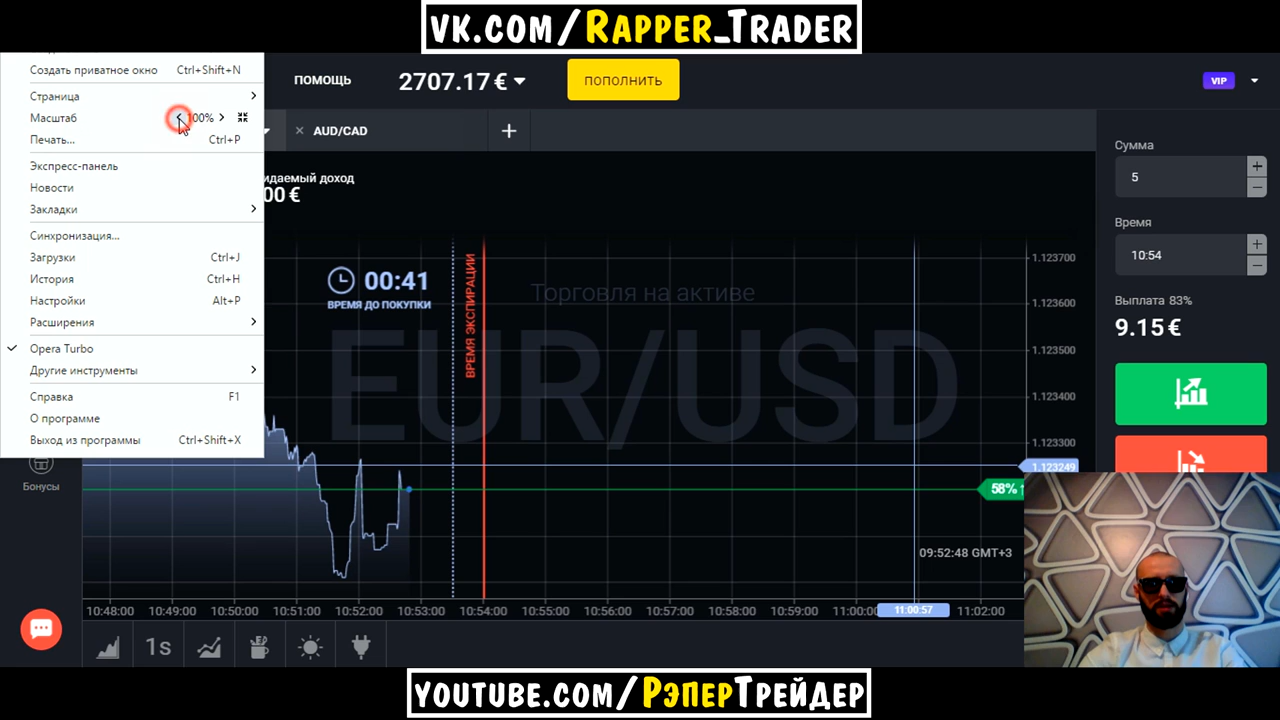 VK.COM/RAPPER_TRADER
Создать приватное окно Ctrl+Shift+N
Страница
Масштаб 100%
Печать... Ctrl+P
Экспресс-панель
Новости
Закладки
Синхронизация...
Загрузки Ctrl+J
История Ctrl+H
Настройки Alt+P
Расширения
Opera Turbo
Другие инструменты
Справка F1
О программе
Выход из программы Ctrl+Shift+X
Бонусы
ПОМОЩЬ
2707.17 €
ПОПОЛНИТЬ
VIP
AUD/CAD
+
идаемый доход
00 €
00:41
ВРЕМЯ ДО ПОКУПКИ
ВРЕМЯ ЭКСПИРАЦИИ
Торговля на активе
EUR/USD
1.123700
1.123600
1.123500
1.123400
1.123300
1.123249
58%
09:52:48 GMT+3
10:48:00 10:49:00 10:50:00 10:51:00 10:52:00 10:53:00 10:54:00 10:55:00 10:56:00 10:57:00 10:58:00 10:59:00 11:00:00 11:00:57 11:02:00
1s
Сумма
5
Время
10:54
Выплата 83%
9.15 €
YOUTUBE.COM/РЭПЕРТРЕЙДЕР